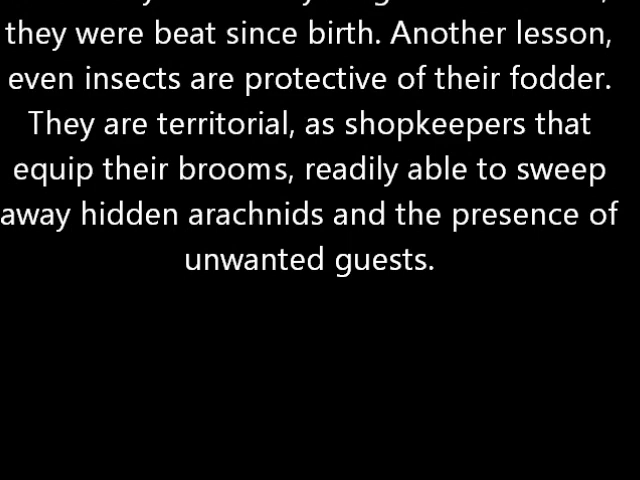 they were beat since birth. Another lesson,
even insects are protective of their fodder.
They are territorial, as shopkeepers that
equip their brooms, readily able to sweep
away hidden arachnids and the presence of
unwanted guests.